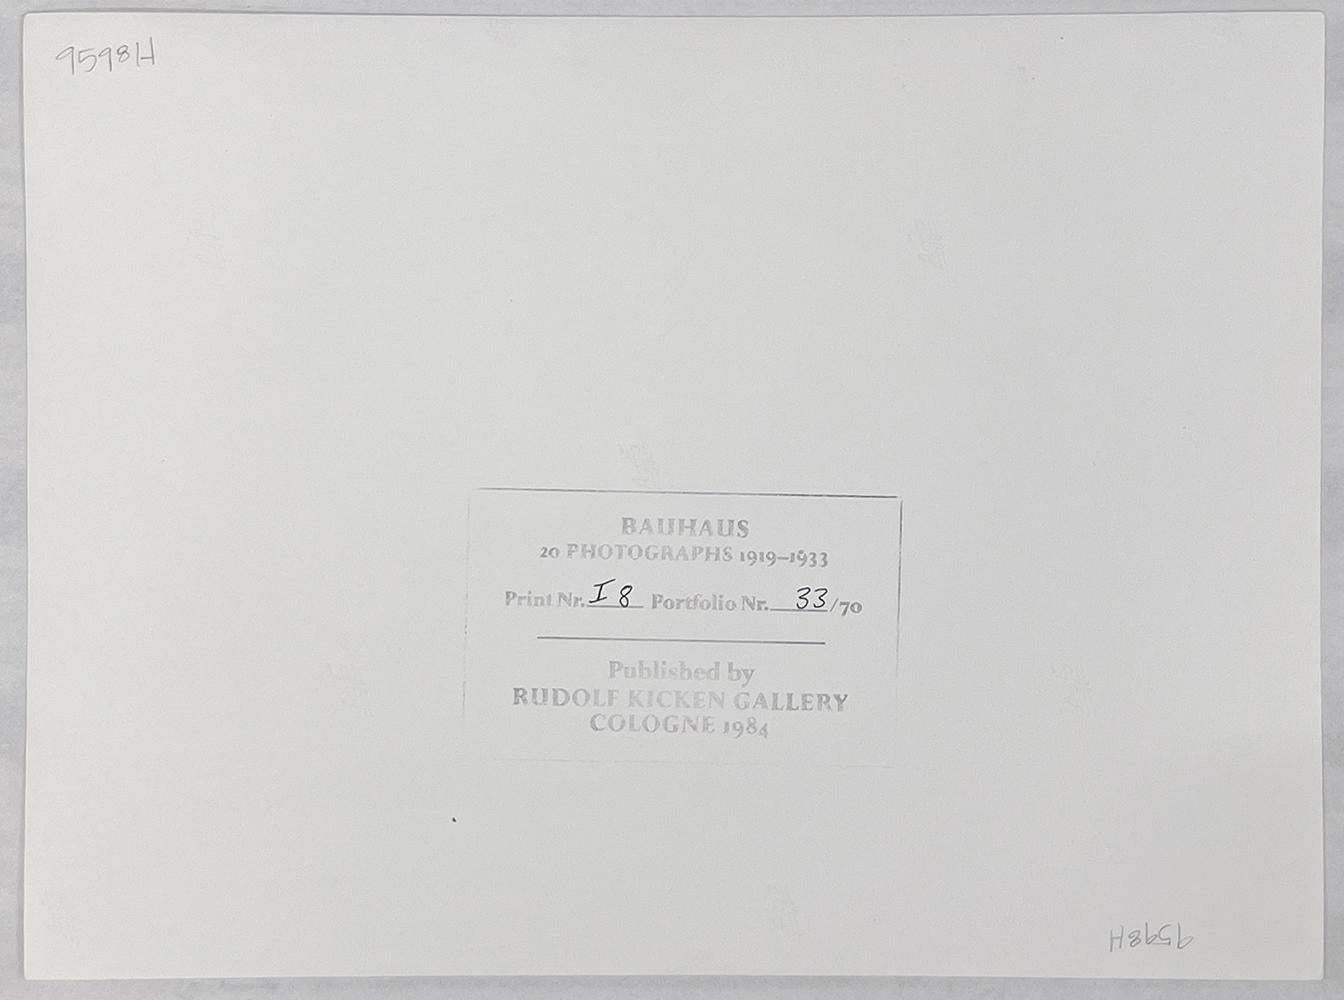 9598H
BAUHAUS
20 PHOTOGRAPHS 1919–1933
Print Nr. I 8 Portfolio Nr. 33/70
Published by
RUDOLF KICKEN GALLERY
COLOGNE 1984
9598H